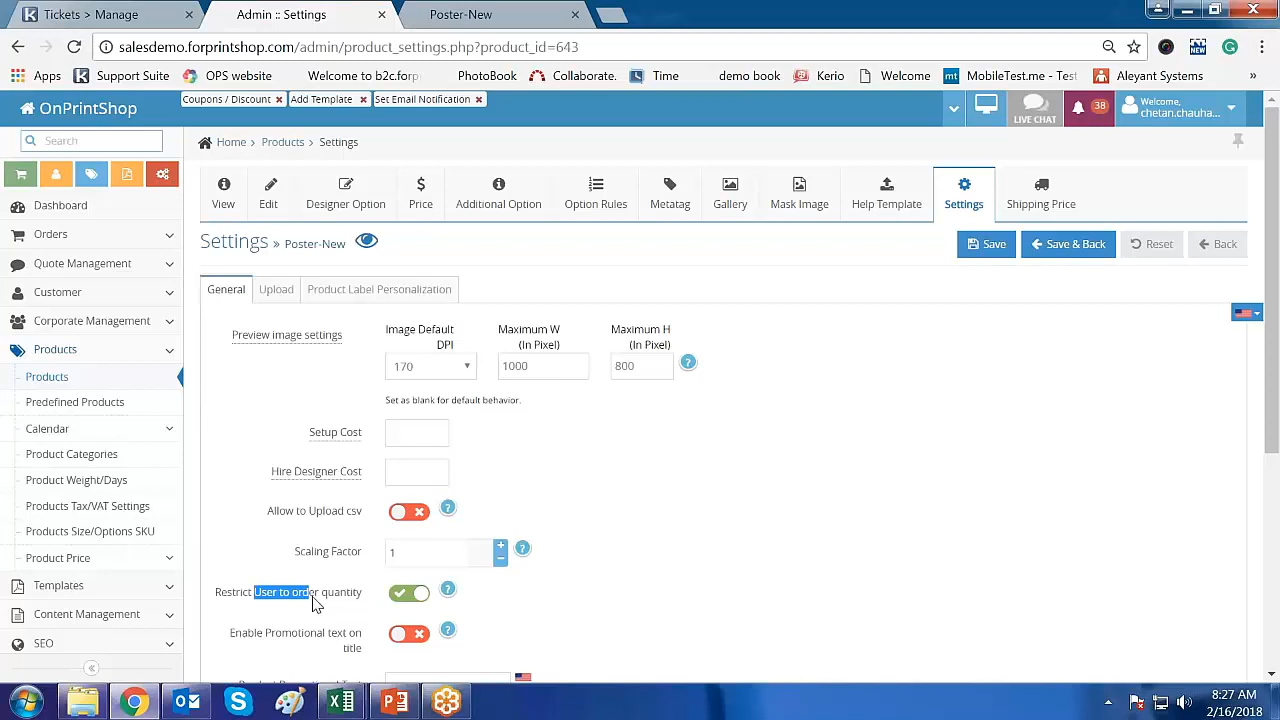 Tickets > Manage
Admin :: Settings
Poster-New
salesdemo.forprintshop.com/admin/product_settings.php?product_id=643
Apps
Support Suite
OPS website
Welcome to b2c.forp
PhotoBook
Collaborate.
Time
demo book
Kerio
Welcome
MobileTest.me - Test
Aleyant Systems
»
OnPrintShop
Coupons / Discount
Add Template
Set Email Notification
LIVE CHAT
38
Welcome,
chetan.chauha...
Search
Home > Products > Settings
View
Edit
Designer Option
Price
Additional Option
Option Rules
Metatag
Gallery
Mask Image
Help Template
Settings
Shipping Price
Dashboard
Orders
Quote Management
Customer
Corporate Management
Products
Products
Predefined Products
Calendar
Product Categories
Product Weight/Days
Products Tax/VAT Settings
Products Size/Options SKU
Product Price
Templates
Content Management
SEO
Settings » Poster-New
Save
Save & Back
Reset
Back
General
Upload
Product Label Personalization
Preview image settings
Image Default
DPI
Maximum W
(In Pixel)
Maximum H
(In Pixel)
170
1000
800
Set as blank for default behavior.
Setup Cost
Hire Designer Cost
Allow to Upload csv
Scaling Factor
1
Restrict User to order quantity
Enable Promotional text on
title
8:27 AM
2/16/2018